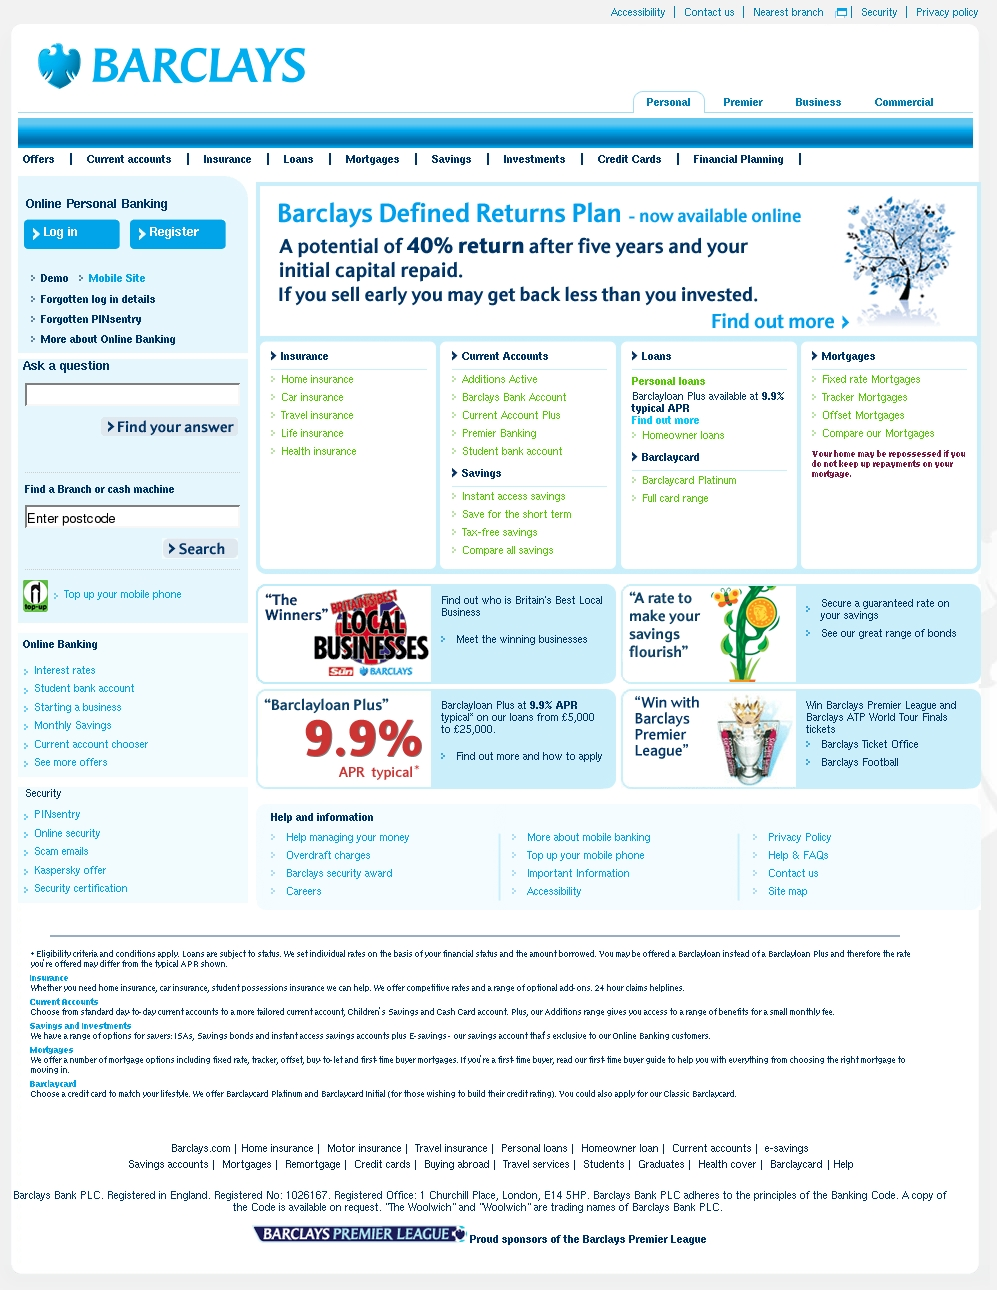 Accessibility | Contact us | Nearest branch | Security | Privacy policy
BARCLAYS
Personal Premier Business Commercial
Offers | Current accounts | Insurance | Loans | Mortgages | Savings | Investments | Credit Cards | Financial Planning |
Online Personal Banking
Log in Register
Demo Mobile Site
Forgotten log in details
Forgotten PINsentry
More about Online Banking
Ask a question
Find your answer
Find a Branch or cash machine
Enter postcode
Search
top-up
Top up your mobile phone
Online Banking
Interest rates
Student bank account
Starting a business
Monthly Savings
Current account chooser
See more offers
Security
PINsentry
Online security
Scam emails
Kaspersky offer
Security certification
Barclays Defined Returns Plan - now available online
A potential of 40% return after five years and your
initial capital repaid.
If you sell early you may get back less than you invested.
Find out more
Insurance
Home insurance
Car insurance
Travel insurance
Life insurance
Health insurance
Current Accounts
Additions Active
Barclays Bank Account
Current Account Plus
Premier Banking
Student bank account
Savings
Instant access savings
Save for the short term
Tax-free savings
Compare all savings
Loans
Personal loans
Barclayloan Plus available at 9.9%
typical APR
Find out more
Homeowner loans
Barclaycard
Barclaycard Platinum
Full card range
Mortgages
Fixed rate Mortgages
Tracker Mortgages
Offset Mortgages
Compare our Mortgages
Your home may be repossessed if you
do not keep up repayments on your
mortgage.
"The
Winners"
BRITAIN'S BEST
LOCAL
BUSINESSES
Sun BARCLAYS
Find out who is Britain's Best Local
Business
Meet the winning businesses
"A rate to
make your
savings
flourish"
Secure a guaranteed rate on
your savings
See our great range of bonds
"Barclayloan Plus"
9.9%
APR typical*
Barclayloan Plus at 9.9% APR
typical* on our loans from £5,000
to £25,000.
Find out more and how to apply
"Win with
Barclays
Premier
League"
Win Barclays Premier League and
Barclays ATP World Tour Finals
tickets
Barclays Ticket Office
Barclays Football
Help and information
Help managing your money
Overdraft charges
Barclays security award
Careers
More about mobile banking
Top up your mobile phone
Important Information
Accessibility
Privacy Policy
Help & FAQs
Contact us
Site map
* Eligibility criteria and conditions apply. Loans are subject to status. We set individual rates on the basis of your financial status and the amount borrowed. You may be offered a Barclayloan instead of a Barclayloan Plus and therefore the rate
you're offered may differ from the typical APR shown.
Insurance
Whether you need home insurance, car insurance, student possessions insurance we can help. We offer competitive rates and a range of optional add-ons. 24 hour claims helplines.
Current Accounts
Choose from standard day-to-day current accounts to a more tailored current account, Children's Savings and Cash Card account. Plus, our Additions range gives you access to a range of benefits for a small monthly fee.
Savings and Investments
We have a range of options for savers: ISAs, Savings bonds and instant access savings accounts plus E-savings - our savings account that's exclusive to our Online Banking customers.
Mortgages
We offer a number of mortgage options including fixed rate, tracker, offset, buy-to-let and first-time buyer mortgages. If you're a first-time buyer, read our first-time buyer guide to help you with everything from choosing the right mortgage to
moving in.
Barclaycard
Choose a credit card to match your lifestyle. We offer Barclaycard Platinum and Barclaycard Initial (for those wishing to build their credit rating). You could also apply for our Classic Barclaycard.
Barclays.com | Home insurance | Motor insurance | Travel insurance | Personal loans | Homeowner loan | Current accounts | e-savings
Savings accounts | Mortgages | Remortgage | Credit cards | Buying abroad | Travel services | Students | Graduates | Health cover | Barclaycard | Help
Barclays Bank PLC. Registered in England. Registered No: 1026167. Registered Office: 1 Churchill Place, London, E14 5HP. Barclays Bank PLC adheres to the principles of the Banking Code. A copy of
the Code is available on request. "The Woolwich" and "Woolwich" are trading names of Barclays Bank PLC.
BARCLAYS PREMIER LEAGUE Proud sponsors of the Barclays Premier League